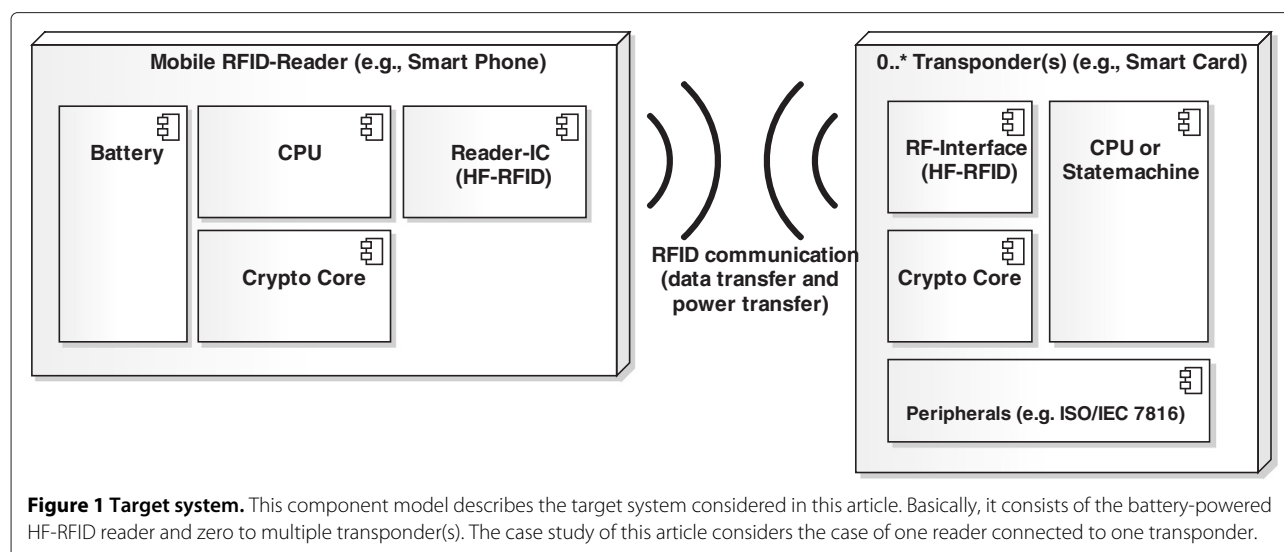 Mobile RFID-Reader (e.g., Smart Phone)
Battery
CPU
Reader-IC
(HF-RFID)
Crypto Core
RFID communication
(data transfer and
power transfer)
0..* Transponder(s) (e.g., Smart Card)
RF-Interface
(HF-RFID)
CPU or
Statemachine
Crypto Core
Peripherals (e.g. ISO/IEC 7816)
Figure 1 Target system. This component model describes the target system considered in this article. Basically, it consists of the battery-powered
HF-RFID reader and zero to multiple transponder(s). The case study of this article considers the case of one reader connected to one transponder.